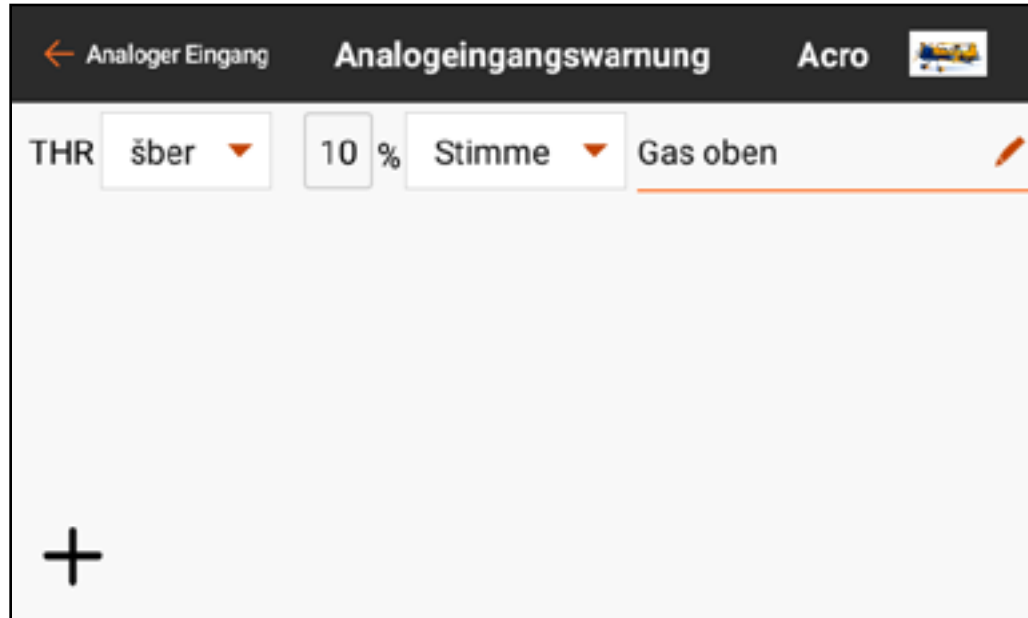 ← Analoger Eingang Analogeingangswarnung Acro
THR šber 10 % Stimme Gas oben